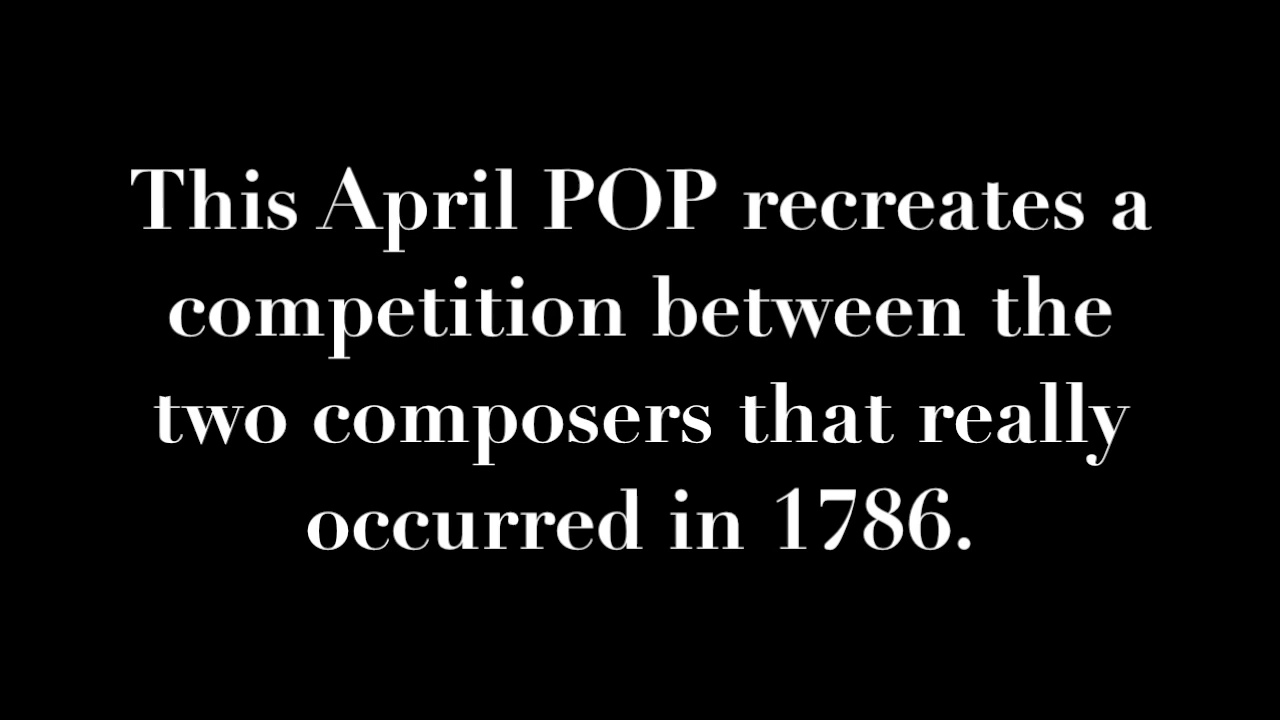 This April POP recreates a
competition between the
two composers that really
occurred in 1786.